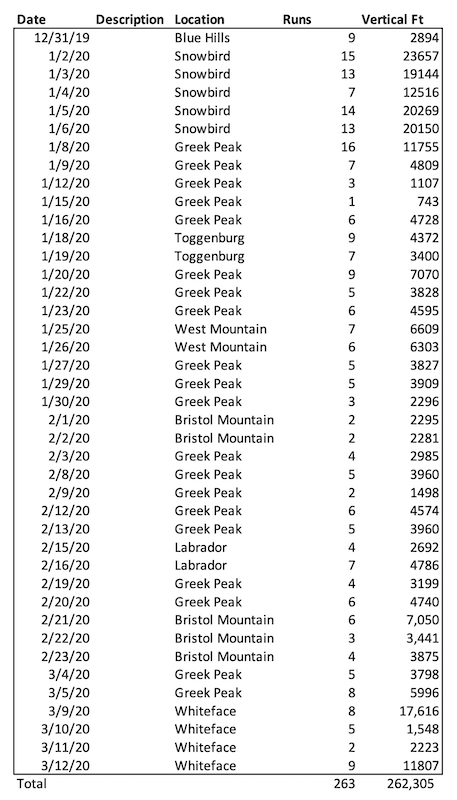 Date Description Location Runs Vertical Ft
12/31/19 Blue Hills 9 2894
1/2/20 Snowbird 15 23657
1/3/20 Snowbird 13 19144
1/4/20 Snowbird 7 12516
1/5/20 Snowbird 14 20269
1/6/20 Snowbird 13 20150
1/8/20 Greek Peak 16 11755
1/9/20 Greek Peak 7 4809
1/12/20 Greek Peak 3 1107
1/15/20 Greek Peak 1 743
1/16/20 Greek Peak 6 4728
1/18/20 Toggenburg 9 4372
1/19/20 Toggenburg 7 3400
1/20/20 Greek Peak 9 7070
1/22/20 Greek Peak 5 3828
1/23/20 Greek Peak 6 4595
1/25/20 West Mountain 7 6609
1/26/20 West Mountain 6 6303
1/27/20 Greek Peak 5 3827
1/29/20 Greek Peak 5 3909
1/30/20 Greek Peak 3 2296
2/1/20 Bristol Mountain 2 2295
2/2/20 Bristol Mountain 2 2281
2/3/20 Greek Peak 4 2985
2/8/20 Greek Peak 5 3960
2/9/20 Greek Peak 2 1498
2/12/20 Greek Peak 6 4574
2/13/20 Greek Peak 5 3960
2/15/20 Labrador 4 2692
2/16/20 Labrador 7 4786
2/19/20 Greek Peak 4 3199
2/20/20 Greek Peak 6 4740
2/21/20 Bristol Mountain 6 7,050
2/22/20 Bristol Mountain 3 3,441
2/23/20 Bristol Mountain 4 3875
3/4/20 Greek Peak 5 3798
3/5/20 Greek Peak 8 5996
3/9/20 Whiteface 8 17,616
3/10/20 Whiteface 5 1,548
3/11/20 Whiteface 2 2223
3/12/20 Whiteface 9 11807
Total 263 262,305